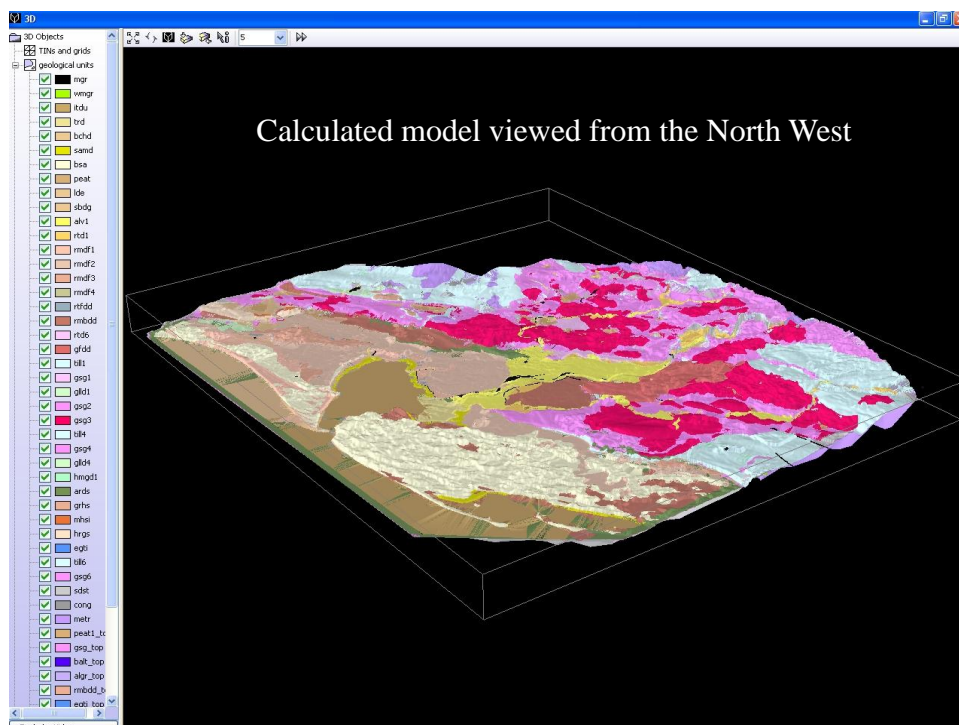 3D
3D Objects
TINs and grids
geological units
mgr
wmgr
itdu
trd
bchd
samd
bsa
peat
lde
sbdg
alv1
rtd1
rmdf1
rmdf2
rmdf3
rmdf4
rtfdd
rmbdd
rtd6
gfdd
till1
gsg1
glld1
gsg2
gsg3
till4
gsg4
glld4
hmgd1
ards
grhs
mhsi
hrgs
egti
till6
gsg6
sdst
cong
metr
peat1_to
gsg_top
balt_top
algr_top
rmbdd_to
egti_top
5
Calculated model viewed from the North West